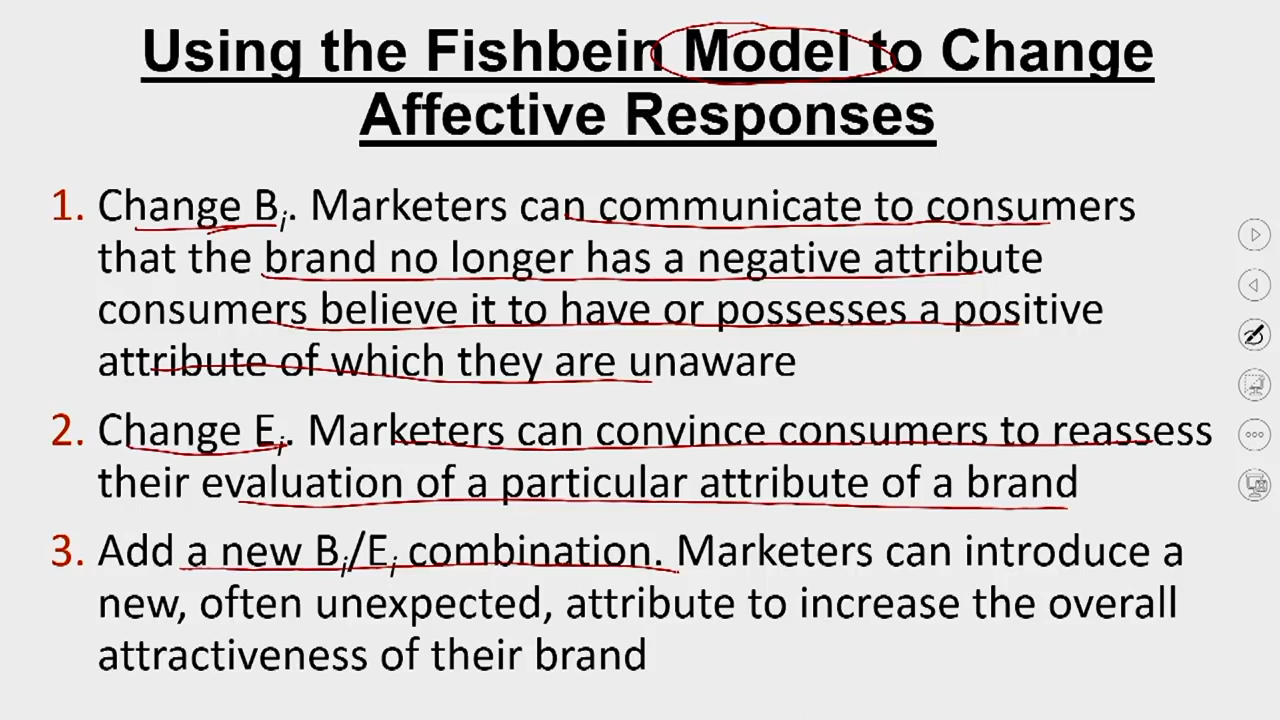 Using the Fishbein Model to Change
Affective Responses
1. Change Bi. Marketers can communicate to consumers
that the brand no longer has a negative attribute
consumers believe it to have or possesses a positive
attribute of which they are unaware
2. Change Ei. Marketers can convince consumers to reassess
their evaluation of a particular attribute of a brand
3. Add a new Bi/Ei combination. Marketers can introduce a
new, often unexpected, attribute to increase the overall
attractiveness of their brand